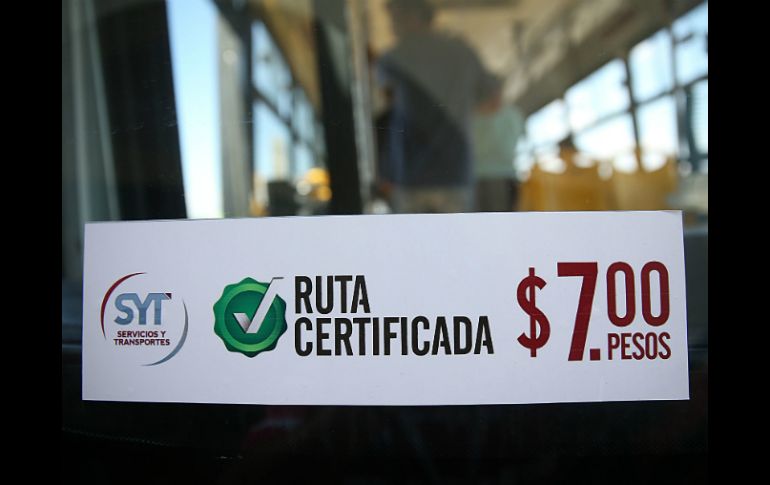 SYT
SERVICIOS Y
TRANSPORTES
RUTA
CERTIFICADA
$7.00
PESOS